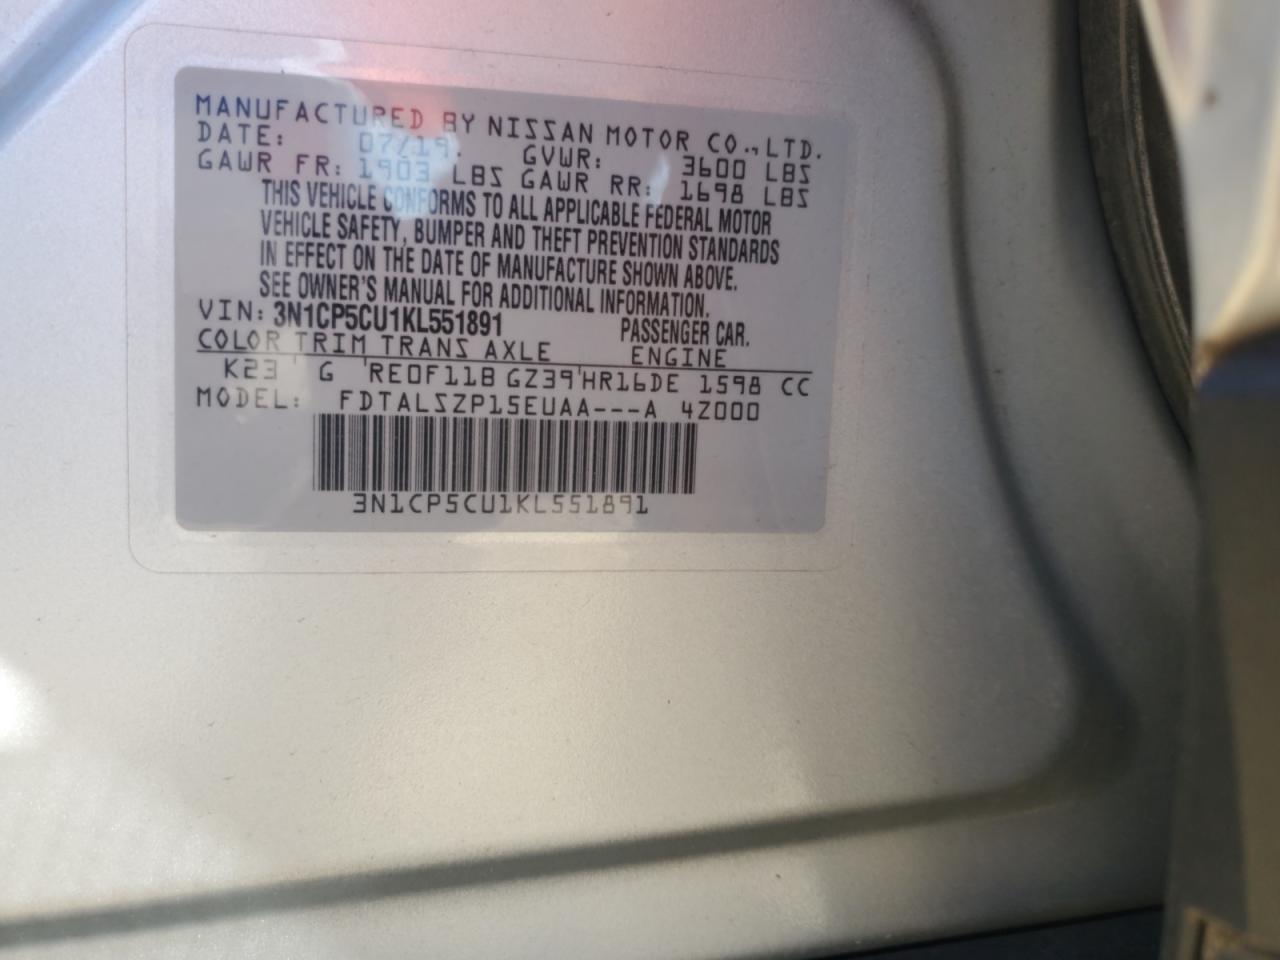 MANUFACTURED BY NISSAN MOTOR CO.,LTD.
DATE: 07/19. GVWR: 3600 LBS
GAWR FR: 1903 LBS GAWR RR: 1698 LBS
THIS VEHICLE CONFORMS TO ALL APPLICABLE FEDERAL MOTOR
VEHICLE SAFETY, BUMPER AND THEFT PREVENTION STANDARDS
IN EFFECT ON THE DATE OF MANUFACTURE SHOWN ABOVE.
SEE OWNER'S MANUAL FOR ADDITIONAL INFORMATION.
VIN: 3N1CP5CU1KL551891 PASSENGER CAR.
COLOR TRIM TRANS AXLE ENGINE
K23 ' G 'RE0F11B GZ39'HR16DE 1598 CC
MODEL: FDTALSZP15EUAA---A 4Z000
3N1CP5CU1KL551891